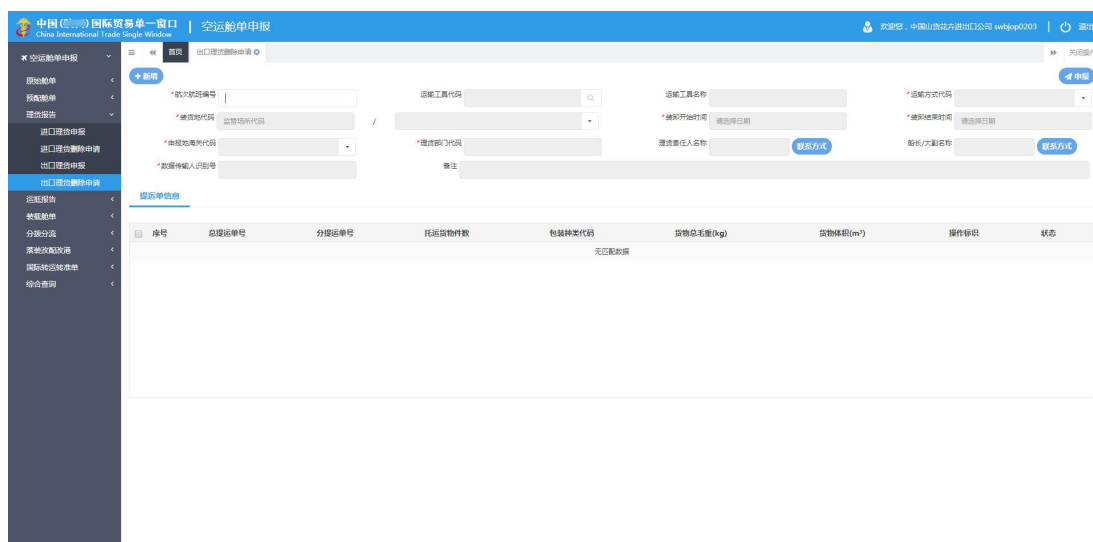 中国( )国际贸易单一窗口 | 空运舱单申报
China International Trade Single Window
欢迎您,中国山货花卉进出口公司 swbjop0203 | 退出
空运舱单申报
首页 出口理货删除申请
关闭操作
原始舱单
预配舱单
理货报告
进口理货申报
进口理货删除申请
出口理货申报
出口理货删除申请
运抵报告
装载舱单
分拨分流
落装改配改港
国际转运转准单
综合查询
+新增
申报
*航次航班编号 运输工具代码 运输工具名称 *运输方式代码
*装货地代码 监管场所代码 / *装卸开始时间 请选择日期 *装卸结束时间 请选择日期
*申报地海关代码 *理货部门代码 理货责任人名称 联系方式 船长/大副名称 联系方式
*数据传输人识别号 备注
提运单信息
序号 总提运单号 分提运单号 托运货物件数 包装种类代码 货物总毛重(kg) 货物体积(m³) 操作标识 状态
无匹配数据